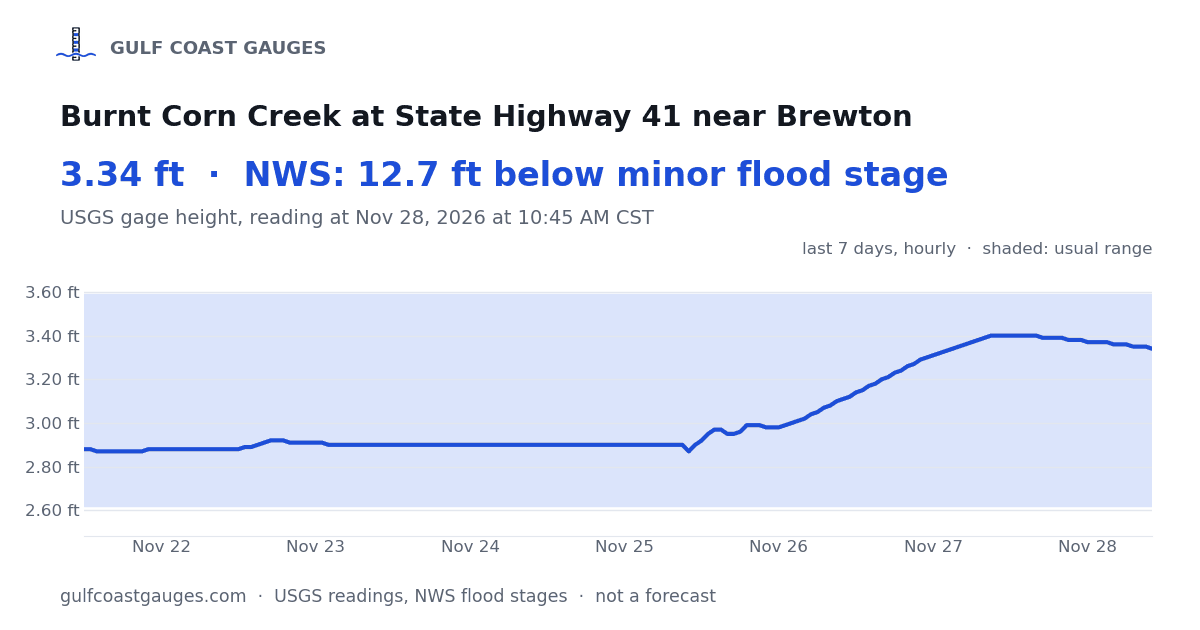 GULF COAST GAUGES
Burnt Corn Creek at State Highway 41 near Brewton
3.34 ft · NWS: 12.7 ft below minor flood stage
USGS gage height, reading at Nov 28, 2026 at 10:45 AM CST
last 7 days, hourly · shaded: usual range
3.60 ft
3.40 ft
3.20 ft
3.00 ft
2.80 ft
2.60 ft
Nov 22 Nov 23 Nov 24 Nov 25 Nov 26 Nov 27 Nov 28
gulfcoastgauges.com · USGS readings, NWS flood stages · not a forecast